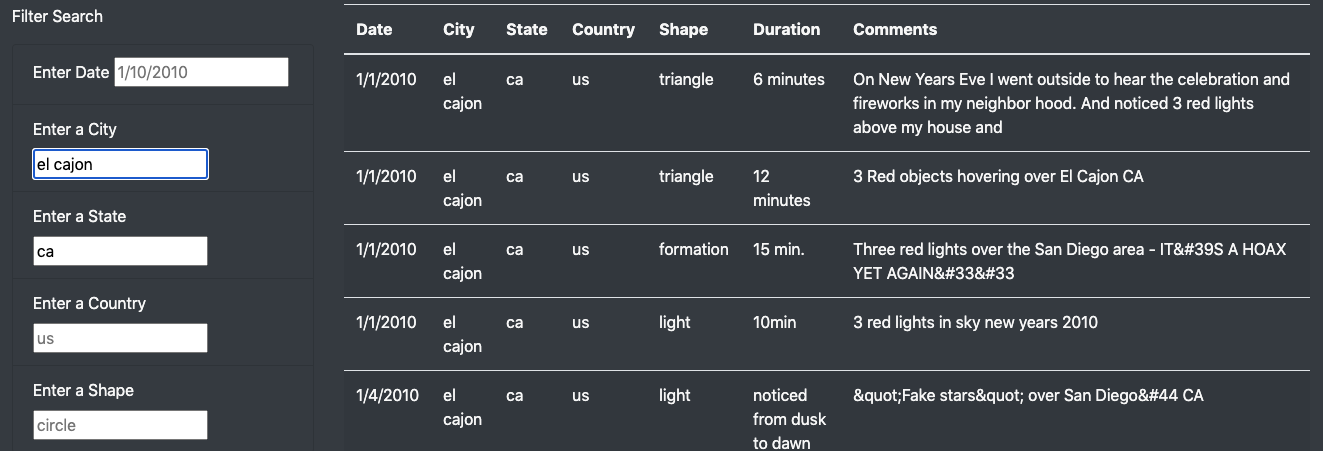 Filter Search
Enter Date 1/10/2010
Enter a City
el cajon
Enter a State
ca
Enter a Country
us
Enter a Shape
circle
Date City State Country Shape Duration Comments
1/1/2010 el cajon ca us triangle 6 minutes On New Years Eve I went outside to hear the celebration and
fireworks in my neighbor hood. And noticed 3 red lights
above my house and
1/1/2010 el cajon ca us triangle 12 minutes 3 Red objects hovering over El Cajon CA
1/1/2010 el cajon ca us formation 15 min. Three red lights over the San Diego area - IT&#39S A HOAX
YET AGAIN&#33&#33
1/1/2010 el cajon ca us light 10min 3 red lights in sky new years 2010
1/4/2010 el cajon ca us light noticed from dusk to dawn &quot;Fake stars&quot; over San Diego&#44 CA